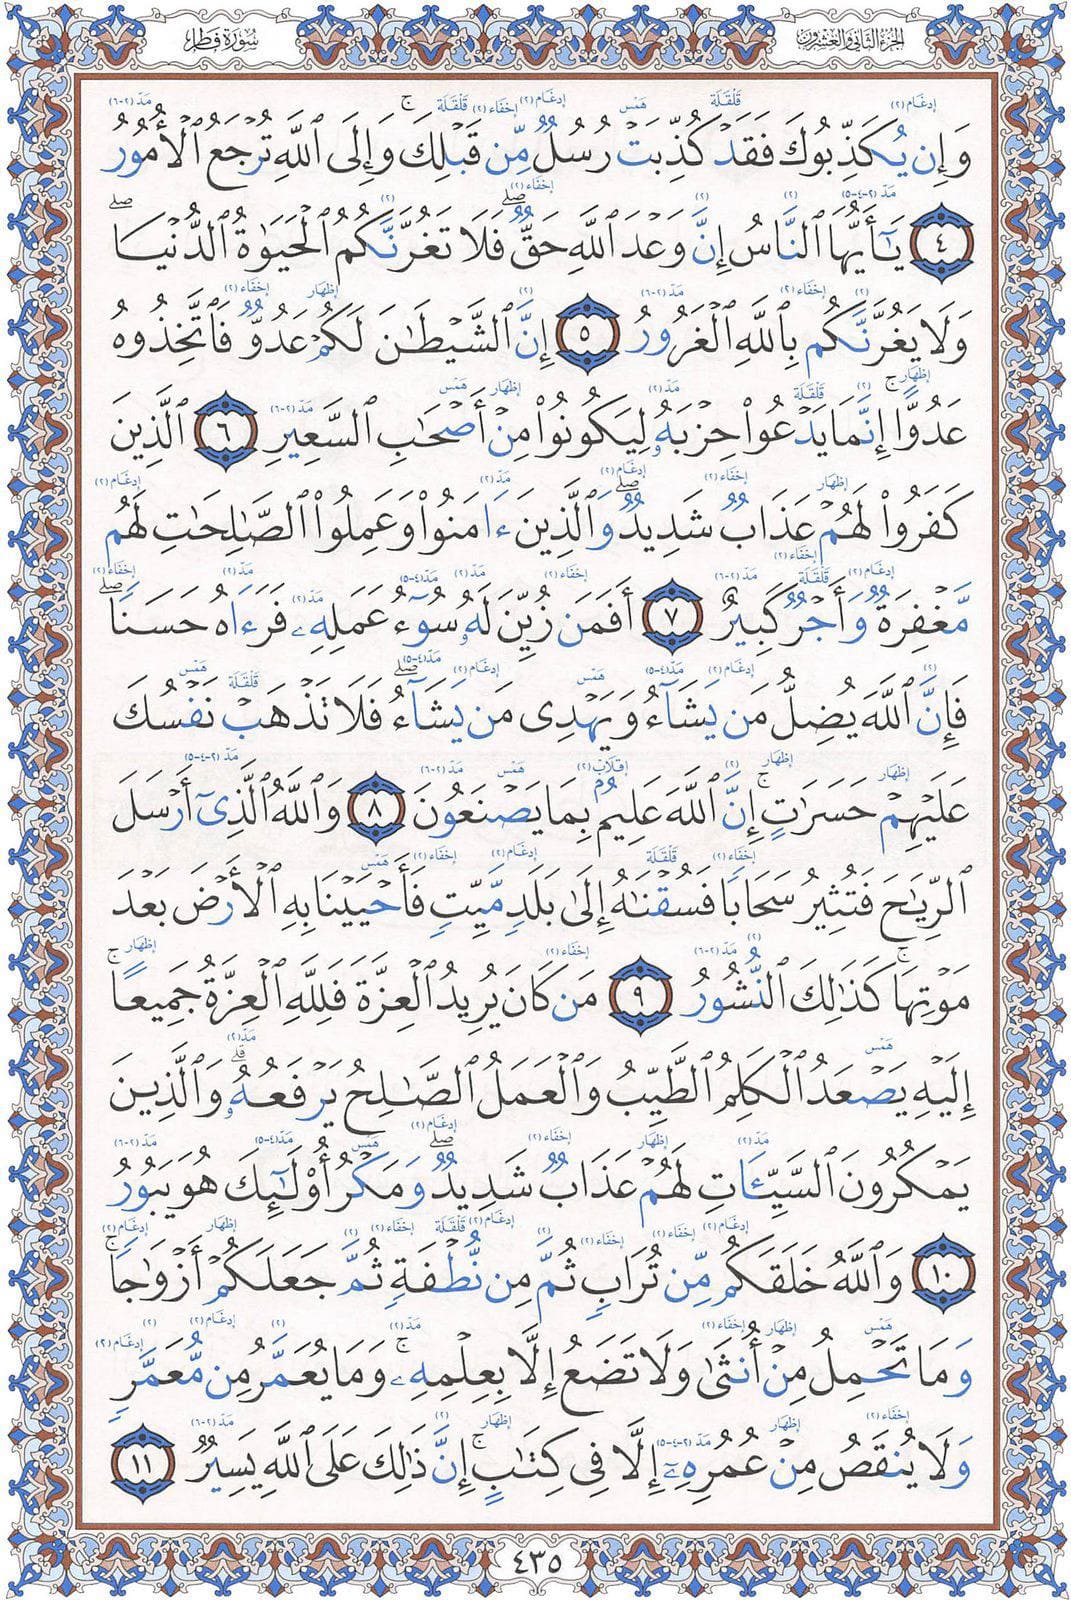 الجزء الثاني والعشرون
سورة فاطر
وَإِن يُكَذِّبُوكَ فَقَدْ كُذِّبَتْ رُسُلٌ مِّن قَبْلِكَ ۚ وَإِلَى ٱللَّهِ تُرْجَعُ ٱلْأُمُورُ
٤ يَـٰٓأَيُّهَا ٱلنَّاسُ إِنَّ وَعْدَ ٱللَّهِ حَقٌّ ۖ فَلَا تَغُرَّنَّكُمُ ٱلْحَيَوٰةُ ٱلدُّنْيَا ۖ
وَلَا يَغُرَّنَّكُم بِٱللَّهِ ٱلْغَرُورُ ٥ إِنَّ ٱلشَّيْطَـٰنَ لَكُمْ عَدُوٌّ فَٱتَّخِذُوهُ
عَدُوًّا ۚ إِنَّمَا يَدْعُوا۟ حِزْبَهُۥ لِيَكُونُوا۟ مِنْ أَصْحَـٰبِ ٱلسَّعِيرِ ٦ ٱلَّذِينَ
كَفَرُوا۟ لَهُمْ عَذَابٌ شَدِيدٌ ۖ وَٱلَّذِينَ ءَامَنُوا۟ وَعَمِلُوا۟ ٱلصَّـٰلِحَـٰتِ لَهُم
مَّغْفِرَةٌ وَأَجْرٌ كَبِيرٌ ٧ أَفَمَن زُيِّنَ لَهُۥ سُوٓءُ عَمَلِهِۦ فَرَءَاهُ حَسَنًا ۖ
فَإِنَّ ٱللَّهَ يُضِلُّ مَن يَشَآءُ وَيَهْدِى مَن يَشَآءُ ۖ فَلَا تَذْهَبْ نَفْسُكَ
عَلَيْهِمْ حَسَرَٰتٍ ۚ إِنَّ ٱللَّهَ عَلِيمٌۢ بِمَا يَصْنَعُونَ ٨ وَٱللَّهُ ٱلَّذِىٓ أَرْسَلَ
ٱلرِّيَـٰحَ فَتُثِيرُ سَحَابًا فَسُقْنَـٰهُ إِلَىٰ بَلَدٍ مَّيِّتٍ فَأَحْيَيْنَا بِهِ ٱلْأَرْضَ بَعْدَ
مَوْتِهَا ۚ كَذَٰلِكَ ٱلنُّشُورُ ٩ مَن كَانَ يُرِيدُ ٱلْعِزَّةَ فَلِلَّهِ ٱلْعِزَّةُ جَمِيعًا ۚ
إِلَيْهِ يَصْعَدُ ٱلْكَلِمُ ٱلطَّيِّبُ وَٱلْعَمَلُ ٱلصَّـٰلِحُ يَرْفَعُهُۥ ۚ وَٱلَّذِينَ
يَمْكُرُونَ ٱلسَّيِّـَٔاتِ لَهُمْ عَذَابٌ شَدِيدٌ ۖ وَمَكْرُ أُو۟لَـٰٓئِكَ هُوَ يَبُورُ
١٠ وَٱللَّهُ خَلَقَكُم مِّن تُرَابٍ ثُمَّ مِن نُّطْفَةٍ ثُمَّ جَعَلَكُمْ أَزْوَٰجًا ۚ
وَمَا تَحْمِلُ مِنْ أُنثَىٰ وَلَا تَضَعُ إِلَّا بِعِلْمِهِۦ ۚ وَمَا يُعَمَّرُ مِن مُّعَمَّرٍ
وَلَا يُنقَصُ مِنْ عُمُرِهِۦٓ إِلَّا فِى كِتَـٰبٍ ۚ إِنَّ ذَٰلِكَ عَلَى ٱللَّهِ يَسِيرٌ ١١
٤٣٥